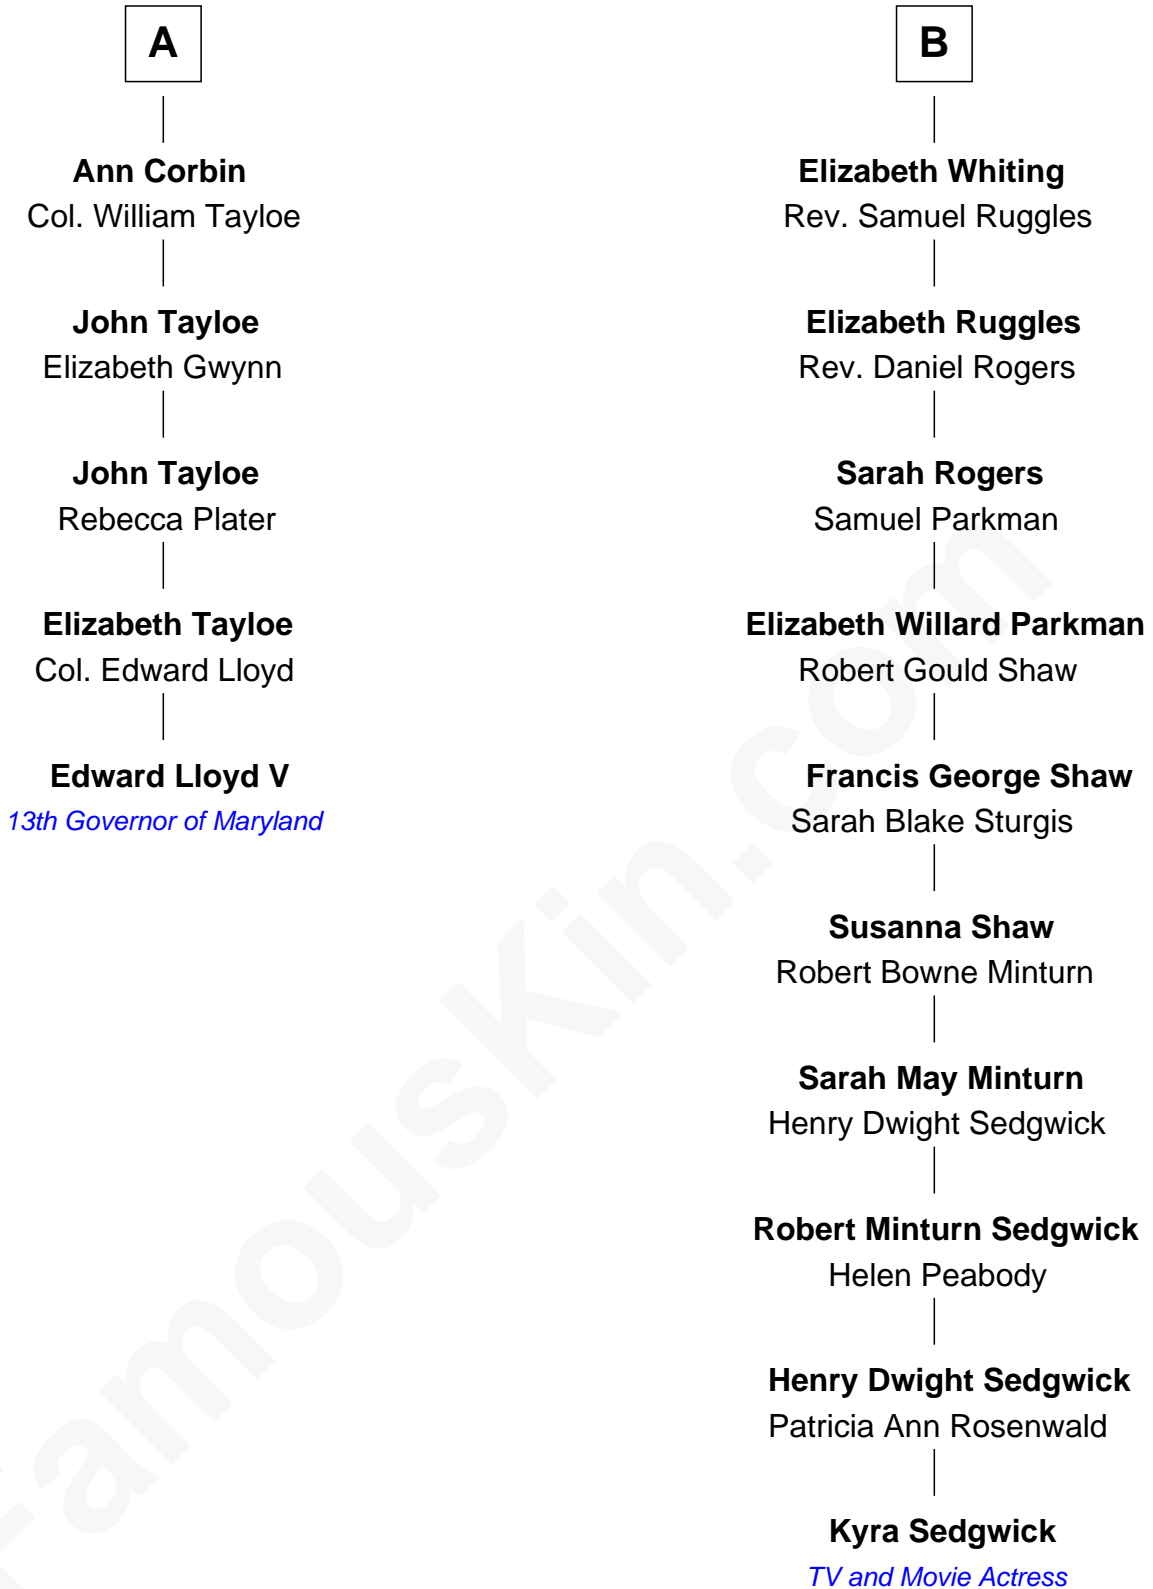 A
Ann Corbin
Col. William Tayloe
John Tayloe
Elizabeth Gwynn
John Tayloe
Rebecca Plater
Elizabeth Tayloe
Col. Edward Lloyd
Edward Lloyd V
13th Governor of Maryland
B
Elizabeth Whiting
Rev. Samuel Ruggles
Elizabeth Ruggles
Rev. Daniel Rogers
Sarah Rogers
Samuel Parkman
Elizabeth Willard Parkman
Robert Gould Shaw
Francis George Shaw
Sarah Blake Sturgis
Susanna Shaw
Robert Bowne Minturn
Sarah May Minturn
Henry Dwight Sedgwick
Robert Minturn Sedgwick
Helen Peabody
Henry Dwight Sedgwick
Patricia Ann Rosenwald
Kyra Sedgwick
TV and Movie Actress
FamousKin.com